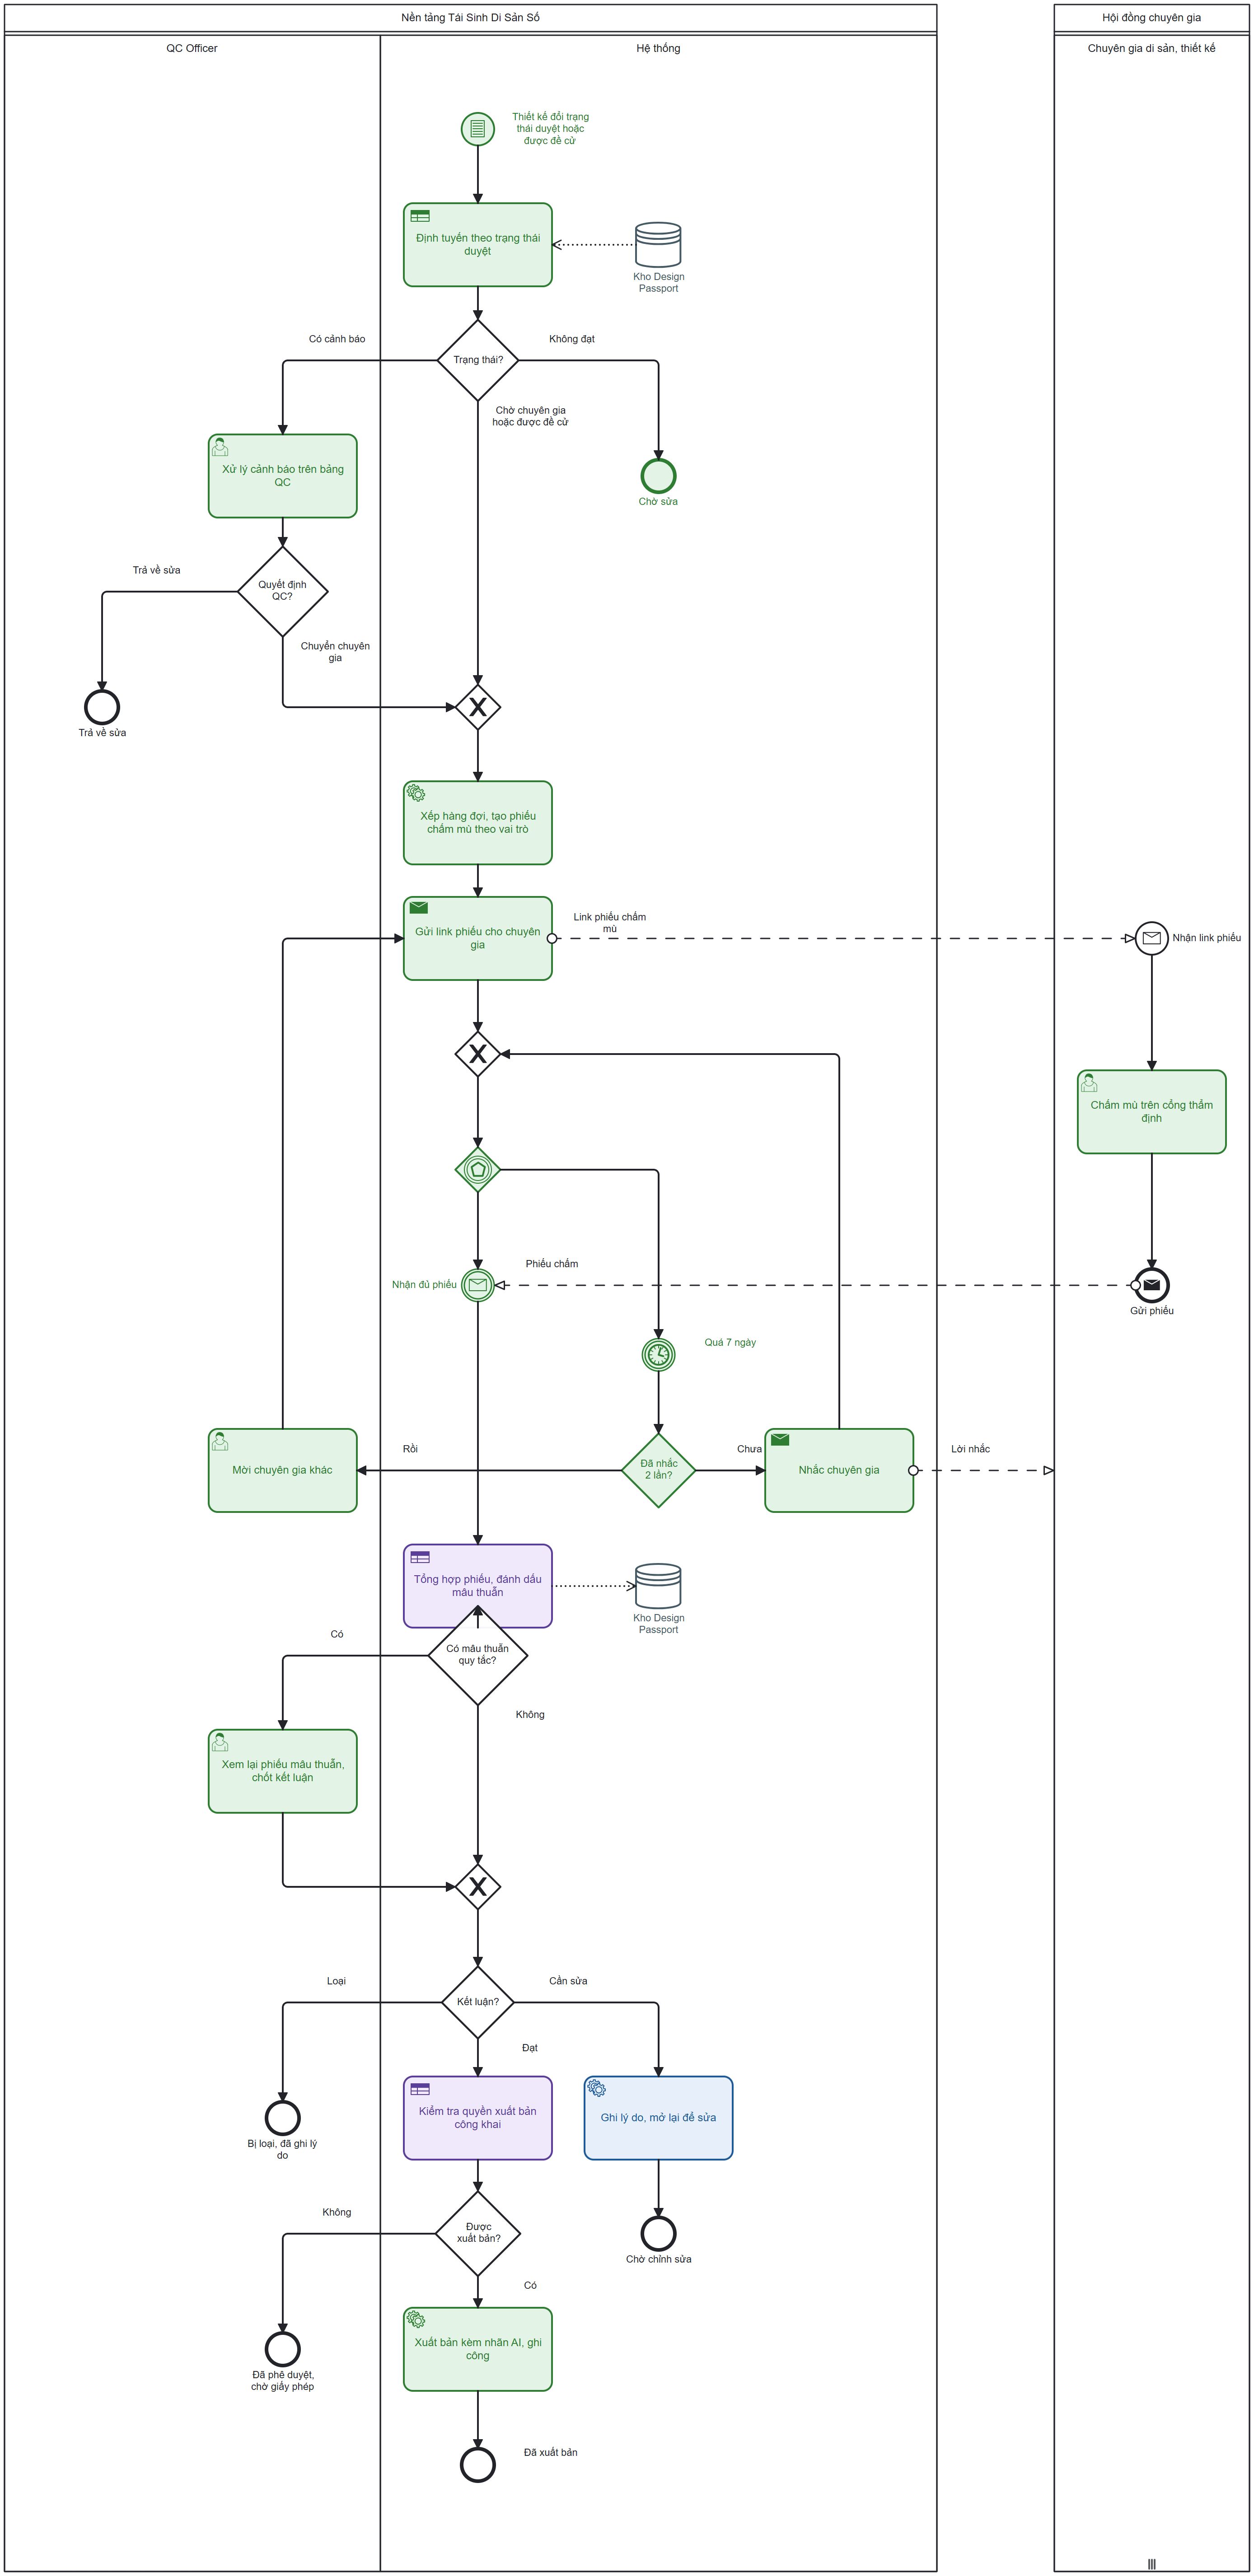 Nền tảng Tái Sinh Di Sản Số
Hội đồng chuyên gia
QC Officer
Hệ thống
Chuyên gia di sản, thiết kế
Thiết kế đổi trạng
thái duyệt hoặc
được đề cử
Định tuyến theo trạng thái
duyệt
Kho Design
Passport
Có cảnh báo
Trạng thái?
Không đạt
Chờ chuyên gia
hoặc được đề cử
Xử lý cảnh báo trên bảng
QC
Chờ sửa
Trả về sửa
Quyết định
QC?
Chuyển chuyên
gia
Trả về sửa
Xếp hàng đợi, tạo phiếu
chấm mù theo vai trò
Gửi link phiếu cho chuyên
gia
Link phiếu chấm
mù
Nhận link phiếu
Chấm mù trên cổng thẩm
định
Nhận đủ phiếu
Phiếu chấm
Gửi phiếu
Quá 7 ngày
Mời chuyên gia khác
Rồi
Đã nhắc
2 lần?
Chưa
Nhắc chuyên gia
Lời nhắc
Tổng hợp phiếu, đánh dấu
mâu thuẫn
Kho Design
Passport
Có
Có mâu thuẫn
quy tắc?
Không
Xem lại phiếu mâu thuẫn,
chốt kết luận
Loại
Kết luận?
Cần sửa
Đạt
Bị loại, đã ghi lý
do
Kiểm tra quyền xuất bản
công khai
Ghi lý do, mở lại để sửa
Không
Được
xuất bản?
Chờ chỉnh sửa
Có
Đã phê duyệt,
chờ giấy phép
Xuất bản kèm nhãn AI, ghi
công
Đã xuất bản